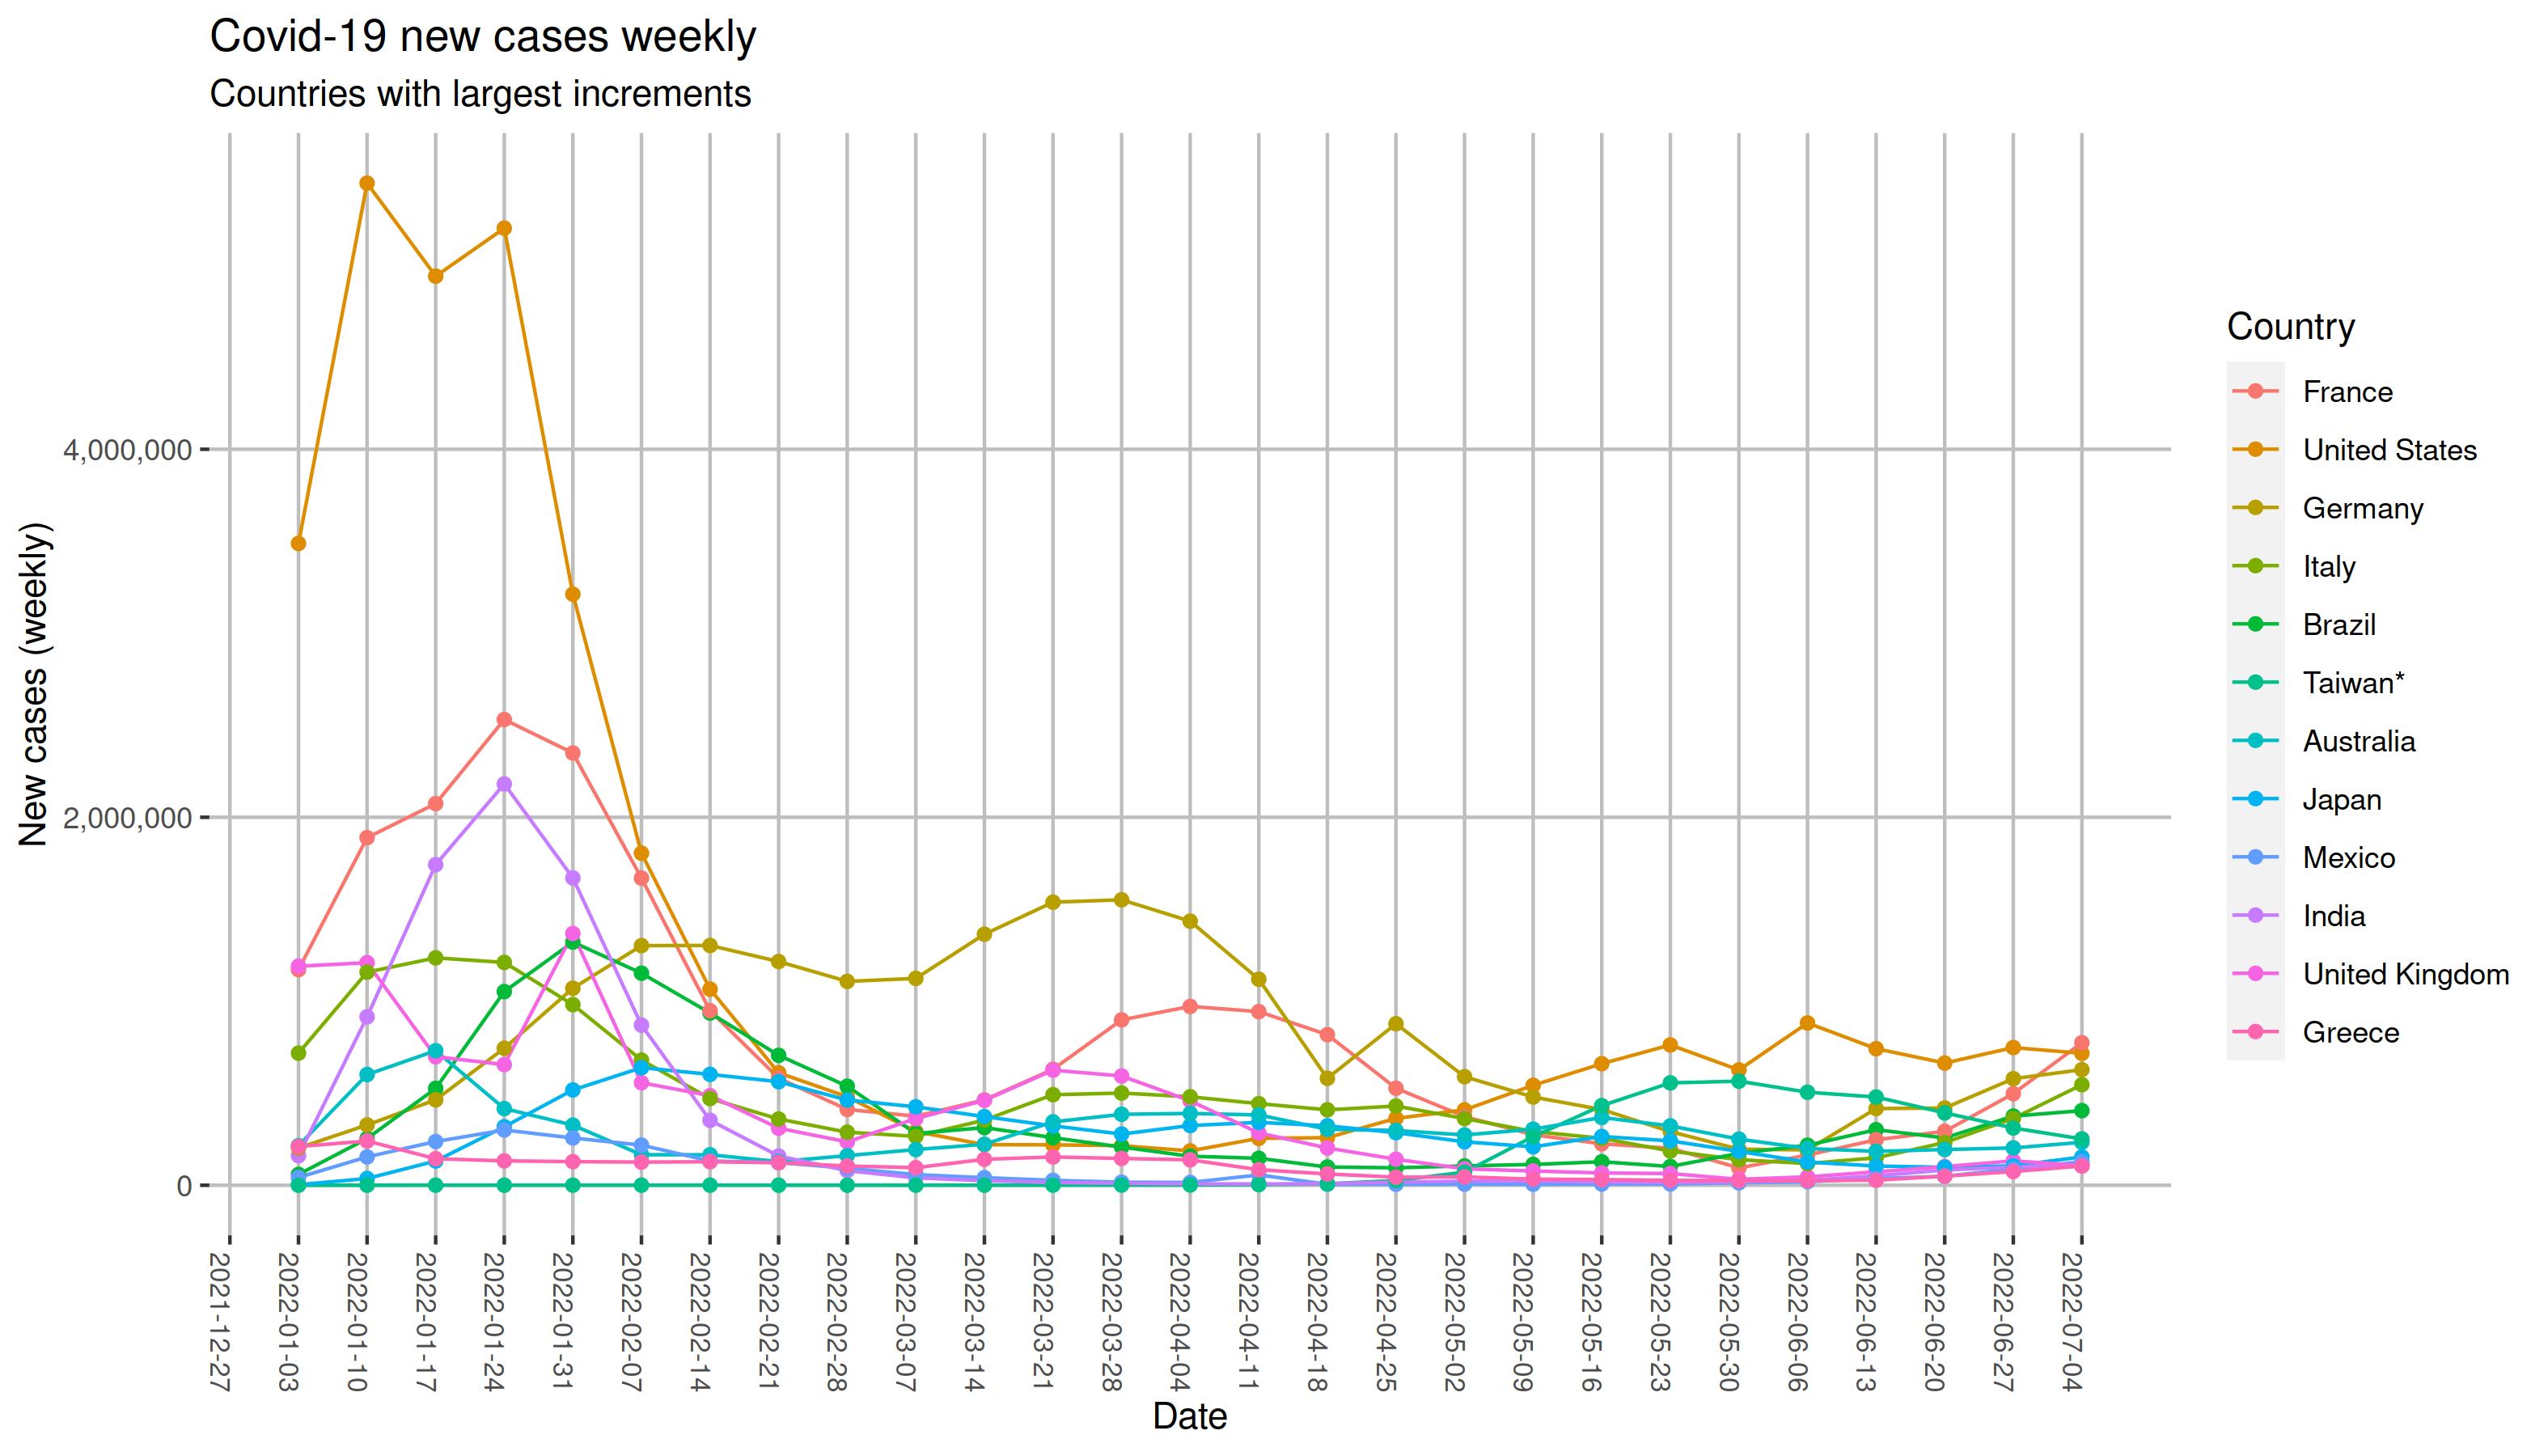 Covid-19 new cases weekly
Countries with largest increments
New cases (weekly)
4,000,000
2,000,000
0
2021-12-27
2022-01-03
2022-01-10
2022-01-17
2022-01-24
2022-01-31
2022-02-07
2022-02-14
2022-02-21
2022-02-28
2022-03-07
2022-03-14
2022-03-21
2022-03-28
2022-04-04
2022-04-11
2022-04-18
2022-04-25
2022-05-02
2022-05-09
2022-05-16
2022-05-23
2022-05-30
2022-06-06
2022-06-13
2022-06-20
2022-06-27
2022-07-04
Date
Country
France
United States
Germany
Italy
Brazil
Taiwan*
Australia
Japan
Mexico
India
United Kingdom
Greece